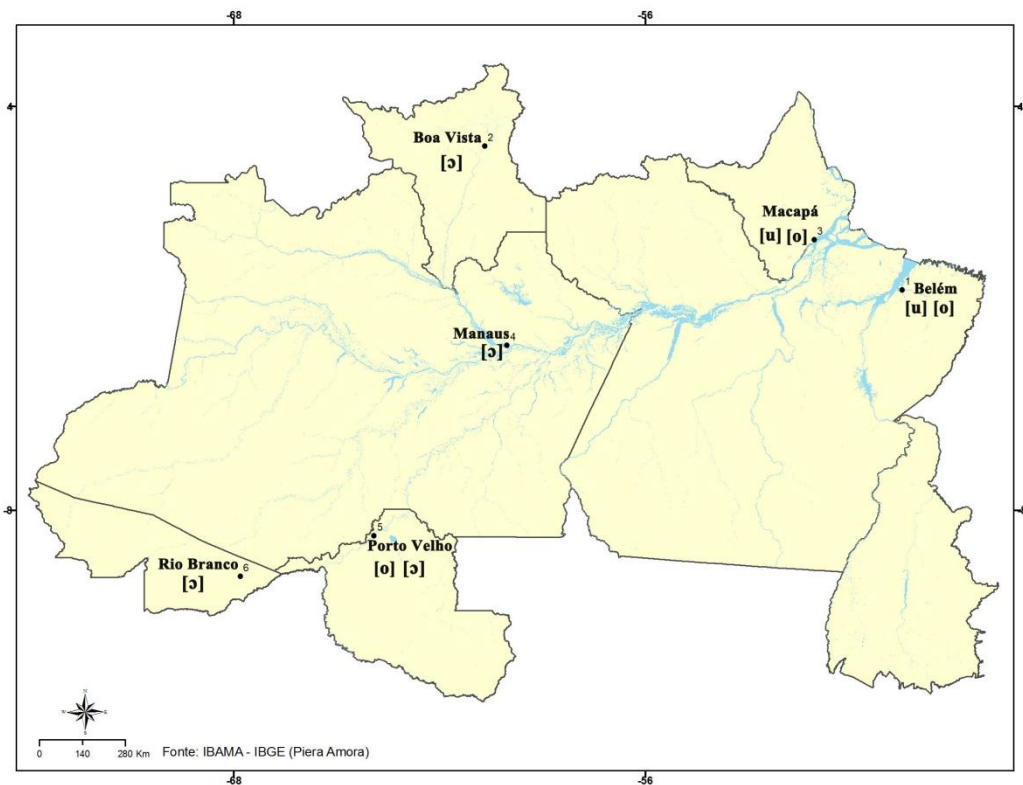 -68 -56
4 4
Boa Vista 2
[ɔ]
Macapá
[u] [o] 3
1 Belém
[u] [o]
Manaus 4
[ɔ]
-8
5
Porto Velho
[o] [ɔ]
Rio Branco 6
[ɔ]
N
W E
S
0 140 280 Km Fonte: IBAMA - IBGE (Piera Amora)
-68 -56